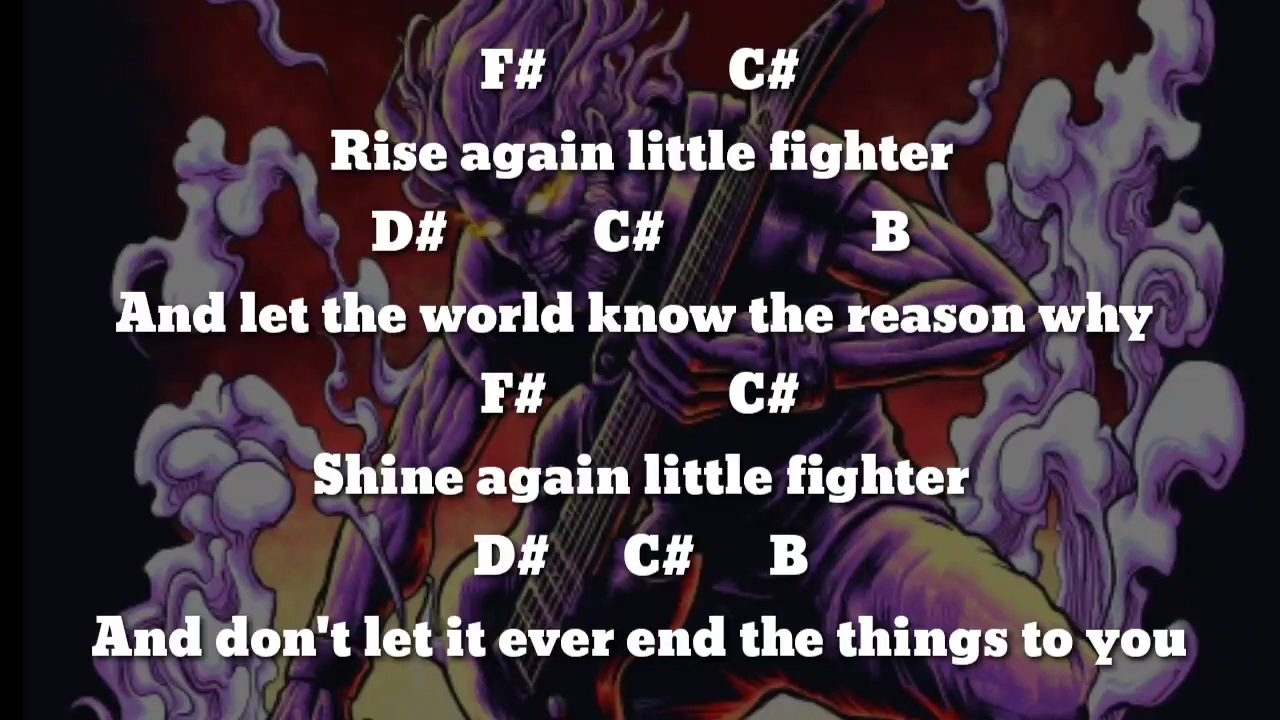 F# C#
Rise again little fighter
D# C# B
And let the world know the reason why
F# C#
Shine again little fighter
D# C# B
And don't let it ever end the things to you